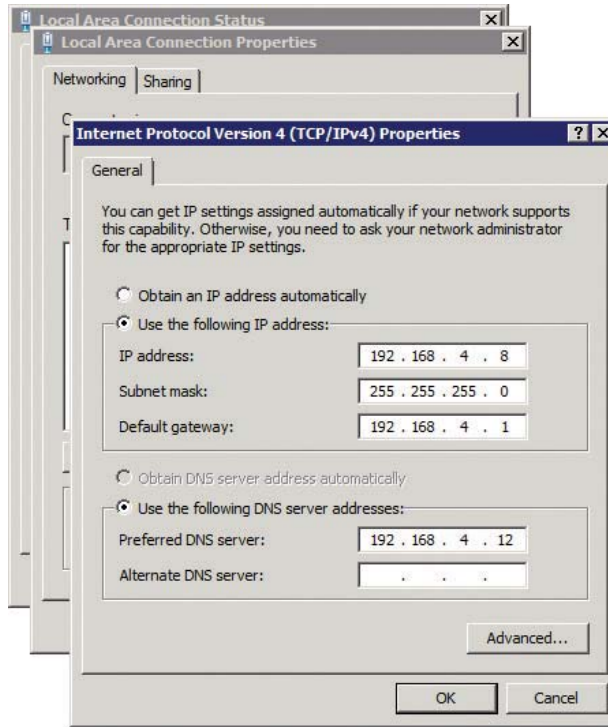 Local Area Connection Status
Local Area Connection Properties
Networking Sharing
Internet Protocol Version 4 (TCP/IPv4) Properties
General
You can get IP settings assigned automatically if your network supports
this capability. Otherwise, you need to ask your network administrator
for the appropriate IP settings.
Obtain an IP address automatically
Use the following IP address:
IP address: 192 . 168 . 4 . 8
Subnet mask: 255 . 255 . 255 . 0
Default gateway: 192 . 168 . 4 . 1
Obtain DNS server address automatically
Use the following DNS server addresses:
Preferred DNS server: 192 . 168 . 4 . 12
Alternate DNS server: . . .
Advanced...
OK Cancel